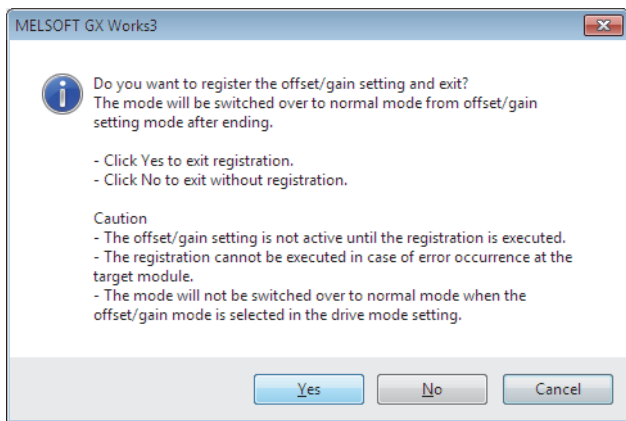 MELSOFT GX Works3
Do you want to register the offset/gain setting and exit?
The mode will be switched over to normal mode from offset/gain
setting mode after ending.
- Click Yes to exit registration.
- Click No to exit without registration.
Caution
- The offset/gain setting is not active until the registration is executed.
- The registration cannot be executed in case of error occurrence at the
target module.
- The mode will not be switched over to normal mode when the
offset/gain mode is selected in the drive mode setting.
Yes No Cancel